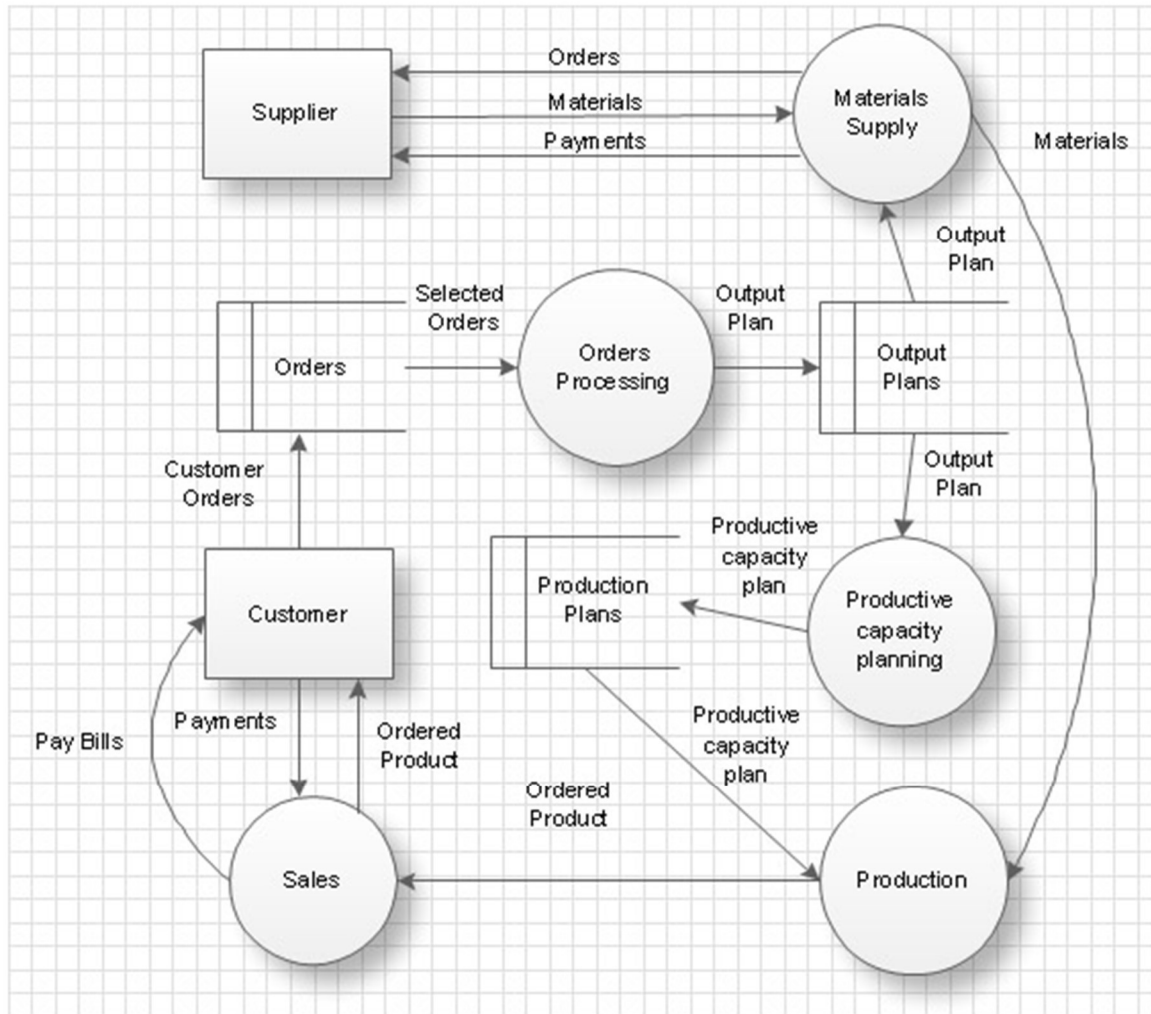 Orders
Supplier
Materials
Payments
Materials
Supply
Materials
Output
Plan
Selected
Orders
Output
Plan
Orders
Orders
Processing
Output
Plans
Customer
Orders
Output
Plan
Productive
capacity
plan
Production
Plans
Customer
Productive
capacity
planning
Pay Bills
Payments
Ordered
Product
Productive
capacity
plan
Ordered
Product
Sales
Production